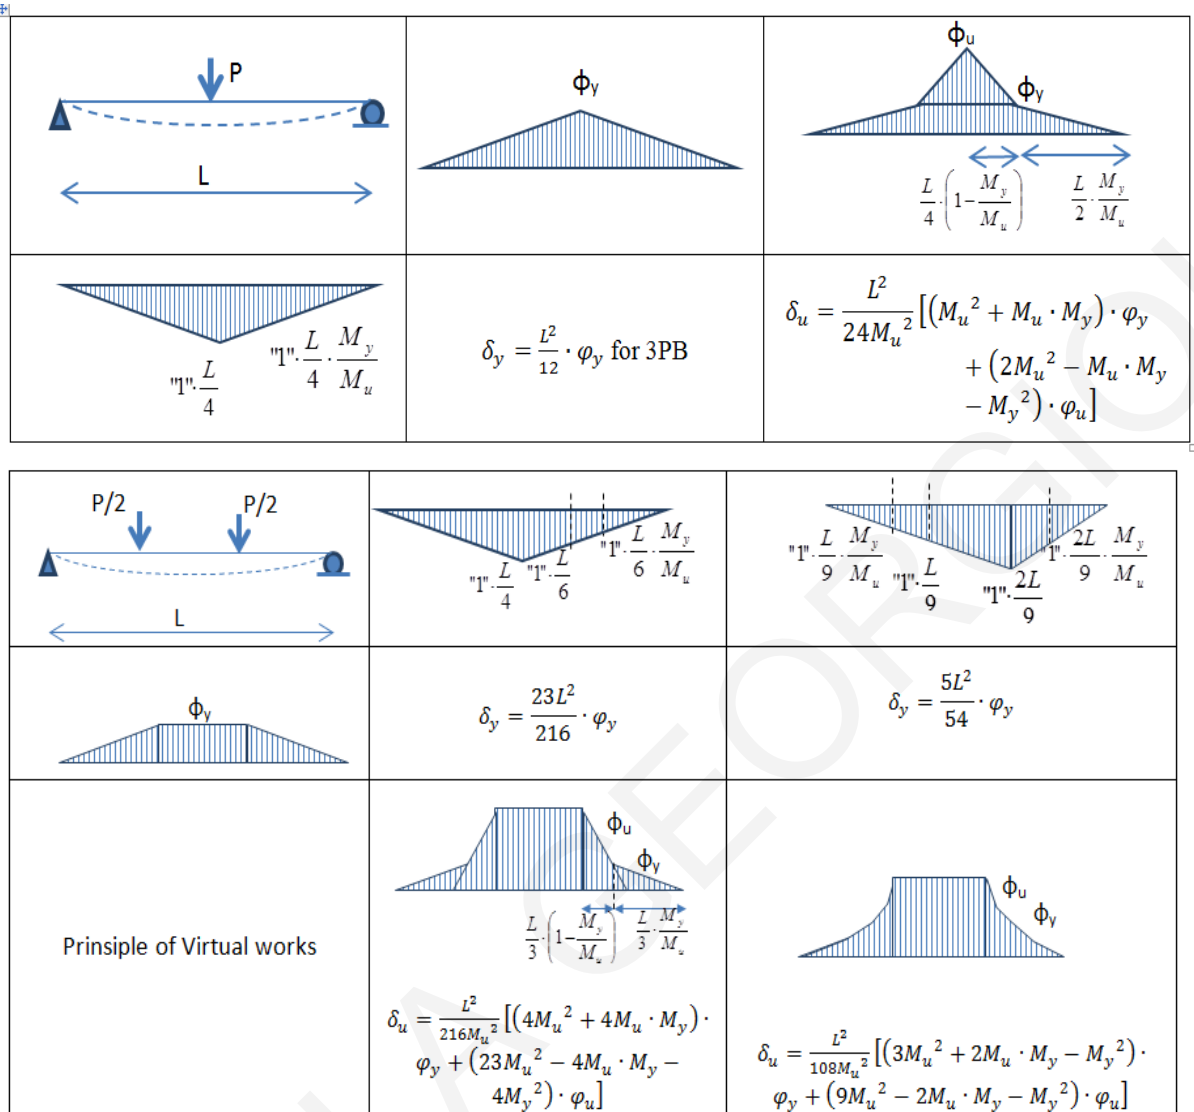 P
L
ϕy
ϕu
ϕy
L/4 · (1 − My/Mu)
L/2 · My/Mu
"1"· L/4
"1"· L/4 · My/Mu
δy = L²/12 · φy for 3PB
δu = L²/24Mu² [(Mu² + Mu · My) · φy
+ (2Mu² − Mu · My
− My²) · φu]
P/2
P/2
L
"1"· L/4
"1"· L/6
"1"· L/6 · My/Mu
"1"· L/9 · My/Mu
"1"· L/9
"1"· 2L/9
"1"· 2L/9 · My/Mu
ϕy
δy = 23L²/216 · φy
δy = 5L²/54 · φy
Prinsiple of Virtual works
ϕu
ϕy
L/3 · (1 − My/Mu)
L/3 · My/Mu
δu = L²/216Mu² [(4Mu² + 4Mu · My) ·
φy + (23Mu² − 4Mu · My −
4My²) · φu]
ϕu
ϕy
δu = L²/108Mu² [(3Mu² + 2Mu · My − My²) ·
φy + (9Mu² − 2Mu · My − My²) · φu]
A GEORGIO